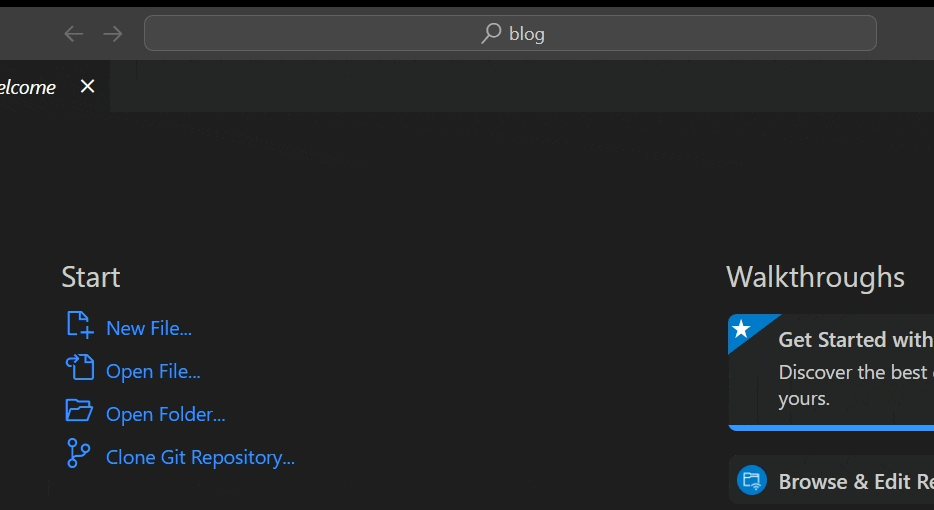 blog
elcome
Start
New File...
Open File...
Open Folder...
Clone Git Repository...
Walkthroughs
Get Started with
Discover the best
yours.
Browse & Edit Re